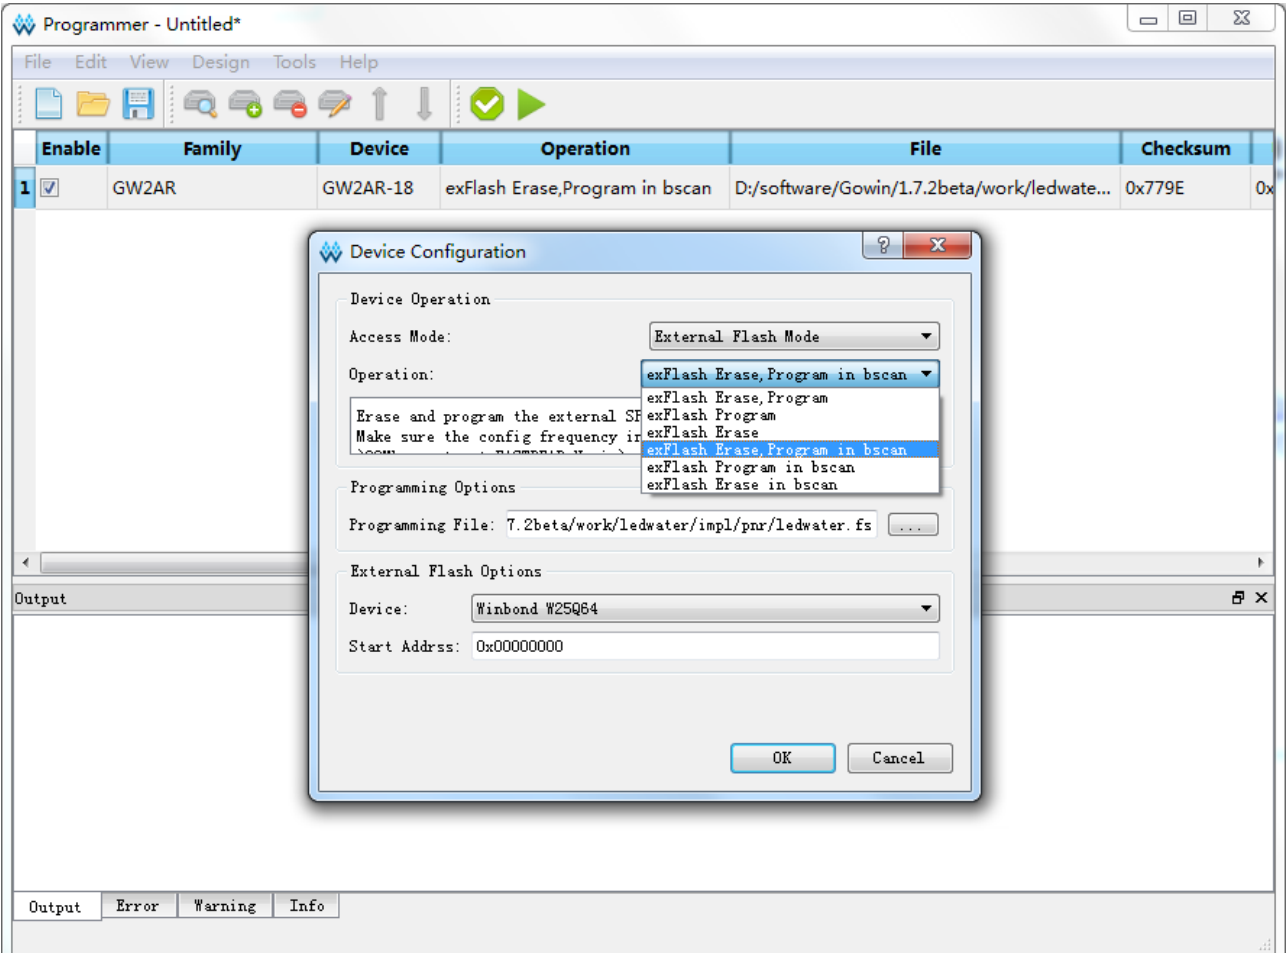 Programmer - Untitled*
File Edit View Design Tools Help
Enable Family Device Operation File Checksum
1 GW2AR GW2AR-18 exFlash Erase,Program in bscan D:/software/Gowin/1.7.2beta/work/ledwate... 0x779E 0x
Device Configuration
Device Operation
Access Mode: External Flash Mode
Operation: exFlash Erase,Program in bscan
exFlash Erase,Program
exFlash Program
exFlash Erase
exFlash Erase,Program in bscan
exFlash Program in bscan
exFlash Erase in bscan
Erase and program the external
Make sure the config frequency
Programming Options
Programming File: 7.2beta/work/ledwater/impl/pnr/ledwater.fs ...
External Flash Options
Device: Winbond W25Q64
Start Addrss: 0x00000000
OK Cancel
Output
Output Error Warning Info